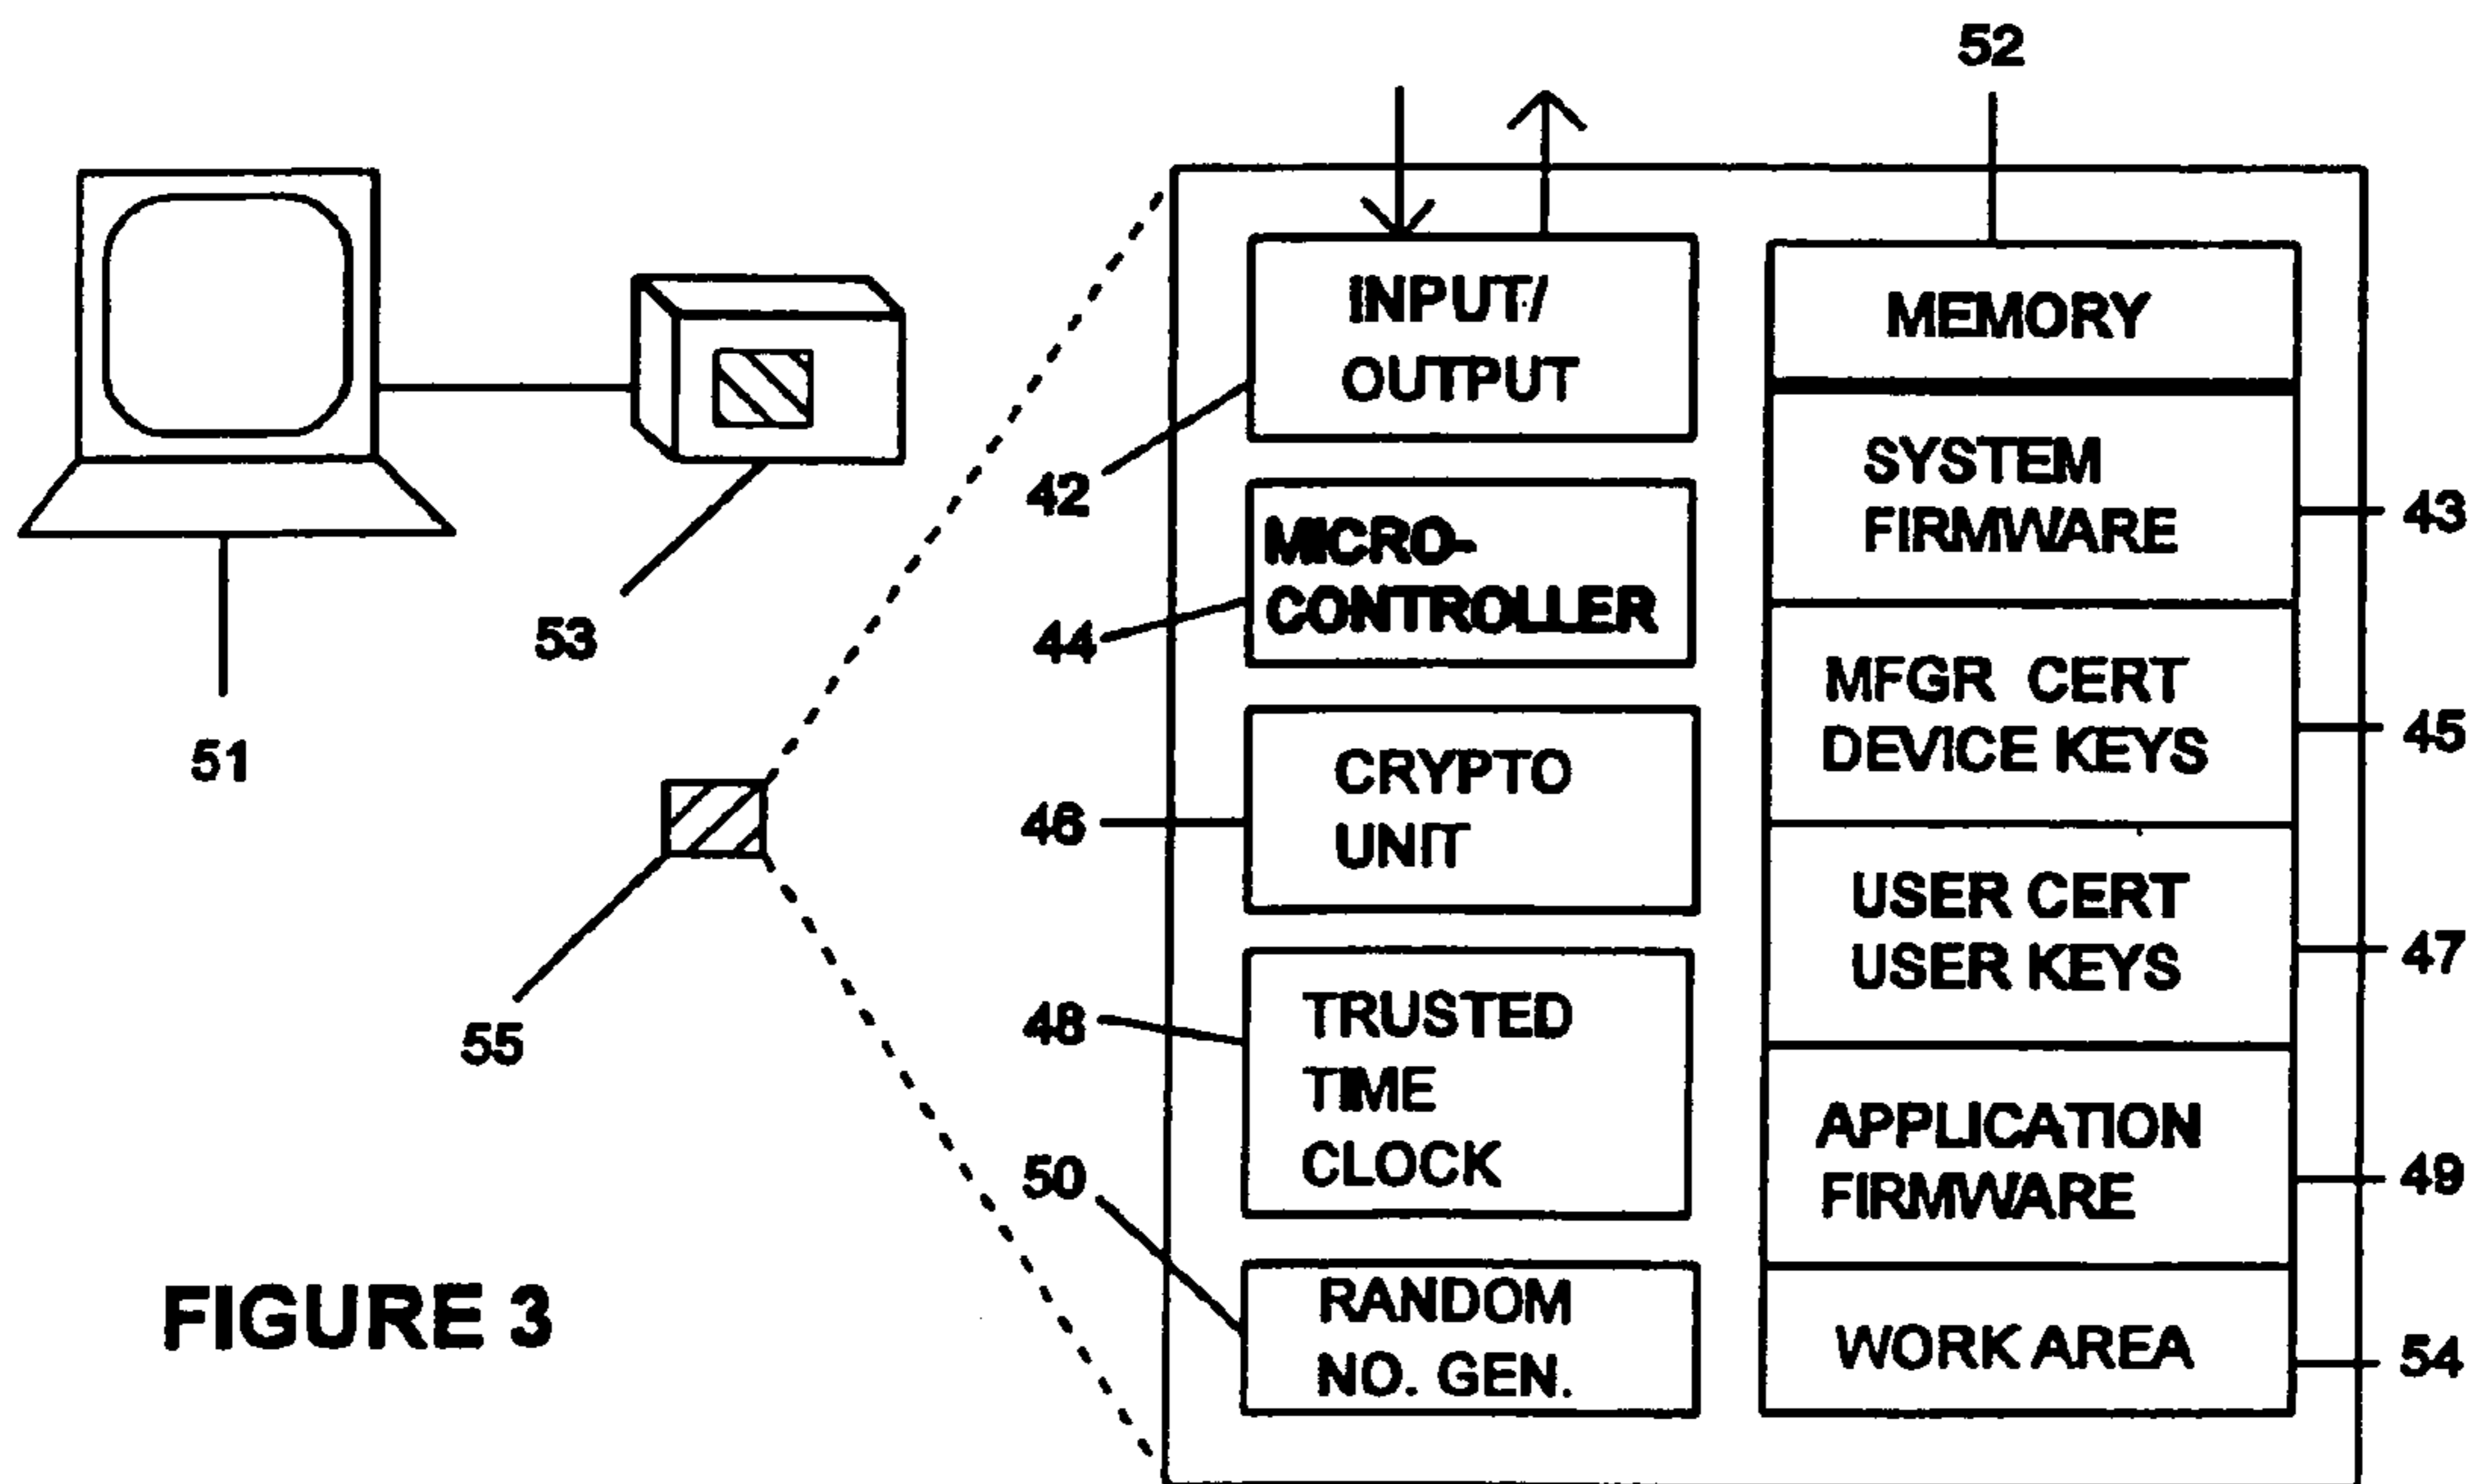 52
INPUT/
OUTPUT
42
MICRO-
CONTROLLER
44
CRYPTO
UNIT
46
TRUSTED
TIME
CLOCK
48
RANDOM
NO. GEN.
50
MEMORY
SYSTEM
FIRMWARE
43
MFGR CERT
DEVICE KEYS
45
USER CERT
USER KEYS
47
APPLICATION
FIRMWARE
49
WORK AREA
54
51
53
55
FIGURE 3